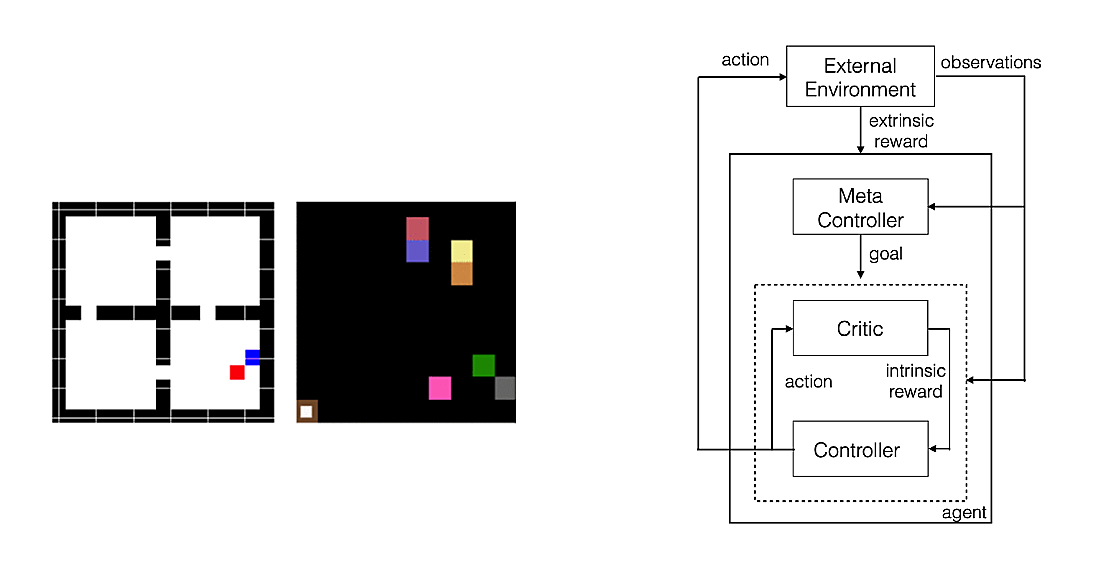 action
External
Environment
observations
extrinsic
reward
Meta
Controller
goal
Critic
action
intrinsic
reward
Controller
agent